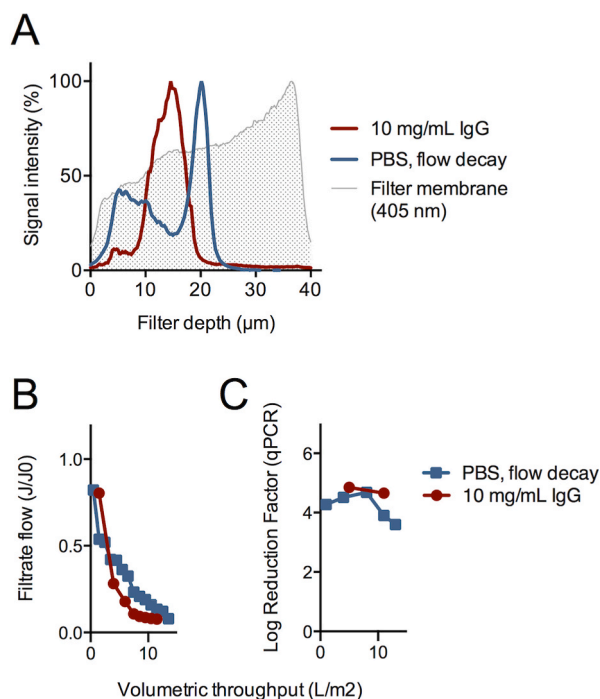 A
100
50
0
Signal intensity (%)
0 10 20 30 40
Filter depth (µm)
10 mg/mL IgG
PBS, flow decay
Filter membrane
(405 nm)
B
1.0
0.5
0.0
Filtrate flow (J/J0)
0 10
C
6
4
2
0
Log Reduction Factor (qPCR)
0 10
PBS, flow decay
10 mg/mL IgG
Volumetric throughput (L/m2)